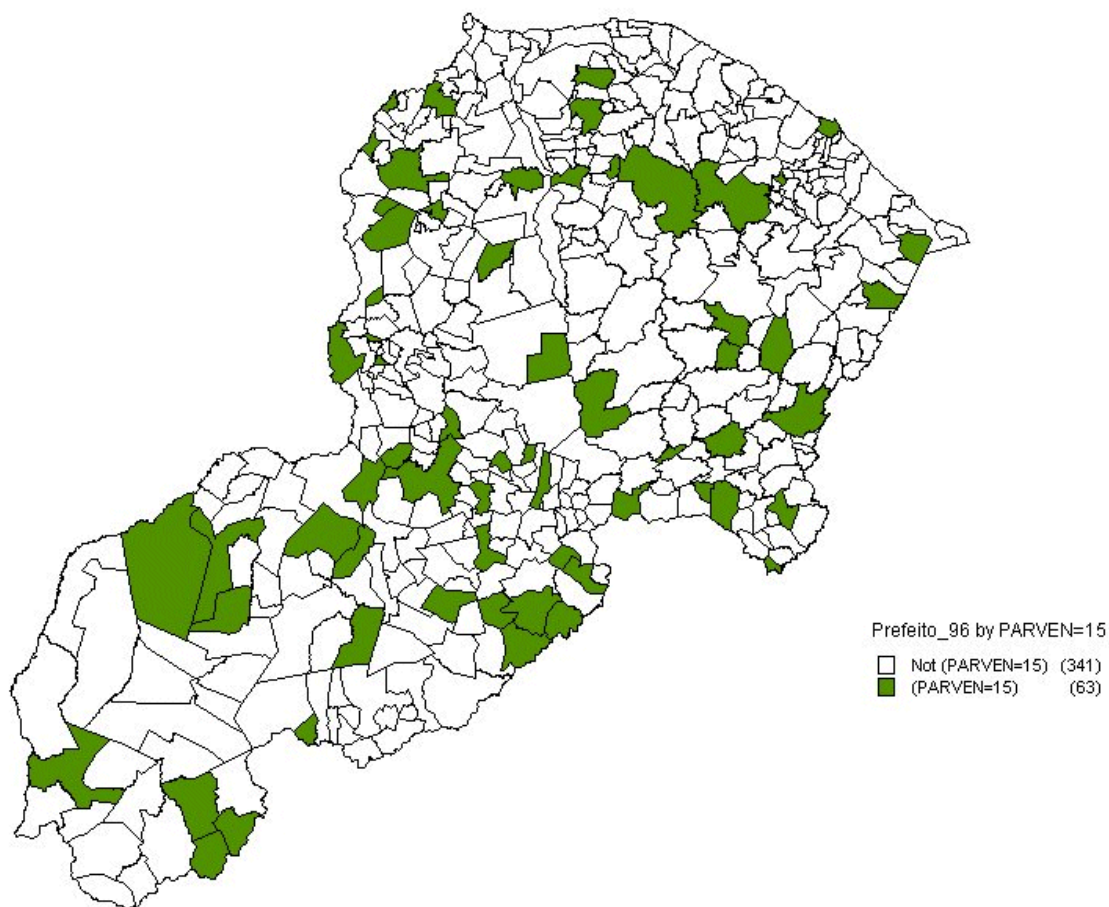 Prefeito_96 by PARVEN=15
Not (PARVEN=15) (341)
(PARVEN=15) (63)